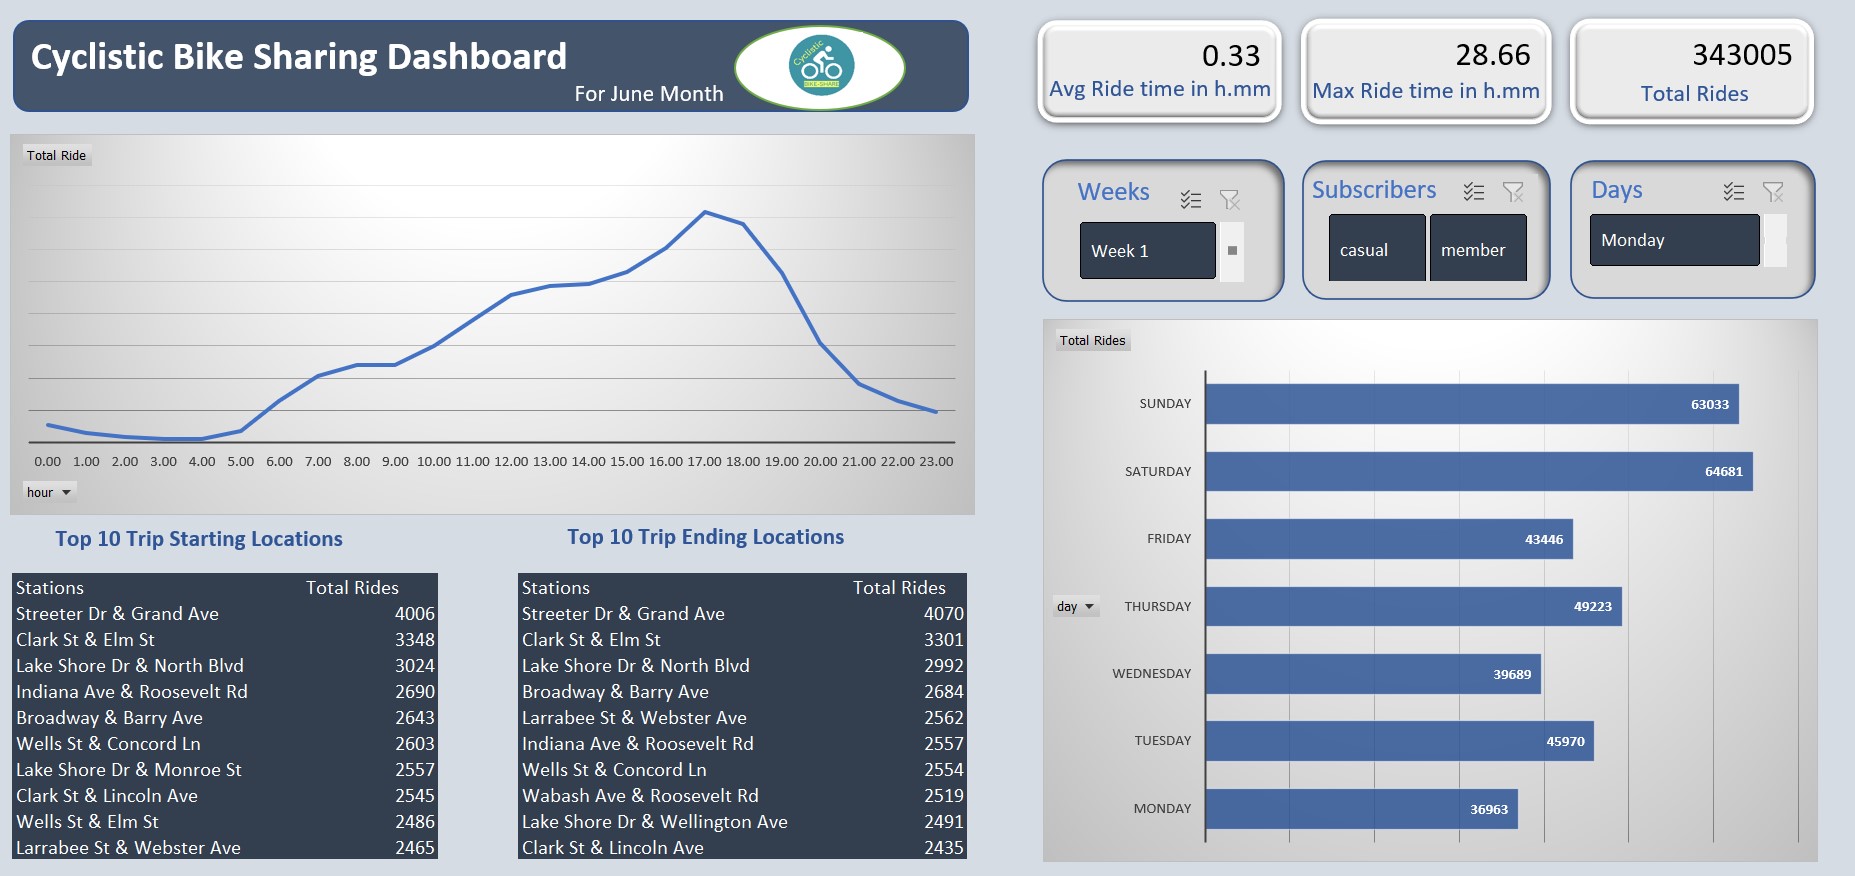 Cyclistic Bike Sharing Dashboard
For June Month
Cyclistic
BIKE-SHARE
0.33
Avg Ride time in h.mm
28.66
Max Ride time in h.mm
343005
Total Rides
Weeks
Week 1
Subscribers
casual member
Days
Monday
Total Ride
0.00 1.00 2.00 3.00 4.00 5.00 6.00 7.00 8.00 9.00 10.00 11.00 12.00 13.00 14.00 15.00 16.00 17.00 18.00 19.00 20.00 21.00 22.00 23.00
hour
Top 10 Trip Starting Locations
Stations Total Rides
Streeter Dr & Grand Ave 4006
Clark St & Elm St 3348
Lake Shore Dr & North Blvd 3024
Indiana Ave & Roosevelt Rd 2690
Broadway & Barry Ave 2643
Wells St & Concord Ln 2603
Lake Shore Dr & Monroe St 2557
Clark St & Lincoln Ave 2545
Wells St & Elm St 2486
Larrabee St & Webster Ave 2465
Top 10 Trip Ending Locations
Stations Total Rides
Streeter Dr & Grand Ave 4070
Clark St & Elm St 3301
Lake Shore Dr & North Blvd 2992
Broadway & Barry Ave 2684
Larrabee St & Webster Ave 2562
Indiana Ave & Roosevelt Rd 2557
Wells St & Concord Ln 2554
Wabash Ave & Roosevelt Rd 2519
Lake Shore Dr & Wellington Ave 2491
Clark St & Lincoln Ave 2435
Total Rides
SUNDAY 63033
SATURDAY 64681
FRIDAY 43446
day
THURSDAY 49223
WEDNESDAY 39689
TUESDAY 45970
MONDAY 36963